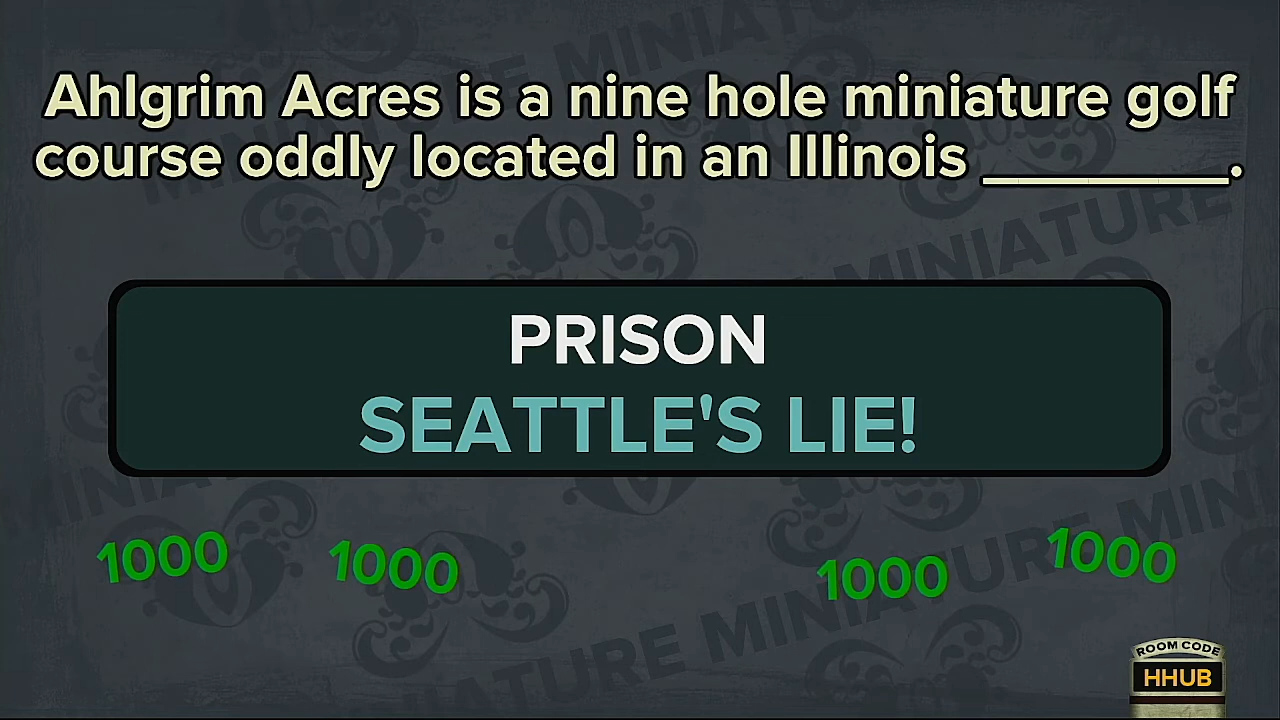 Ahlgrim Acres is a nine hole miniature golf
course oddly located in an Illinois ________.
PRISON
SEATTLE'S LIE!
1000 1000 1000 1000
ROOM CODE
HHUB